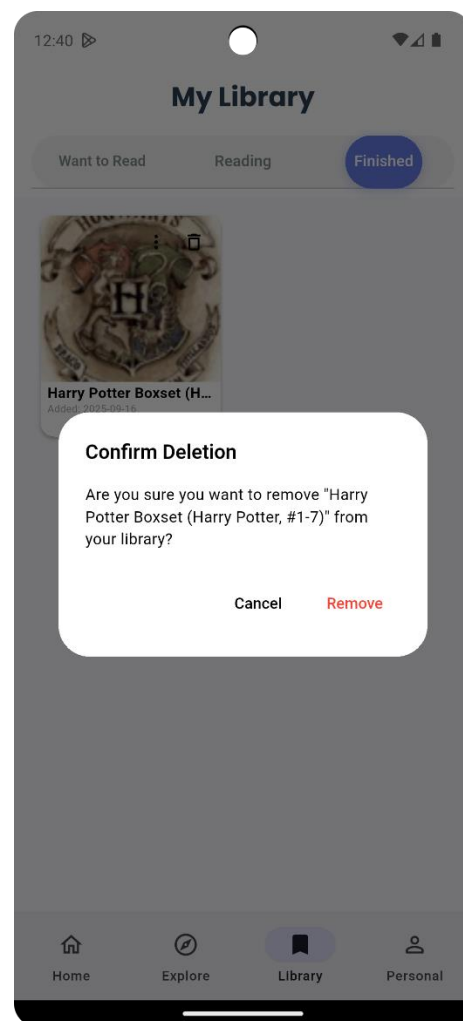 12:40
My Library
Want to Read
Reading
Finished
HOGWARTS
H
Harry Potter Boxset (H...
Added: 2025-09-16
Confirm Deletion
Are you sure you want to remove "Harry
Potter Boxset (Harry Potter, #1-7)" from
your library?
Cancel
Remove
Home
Explore
Library
Personal